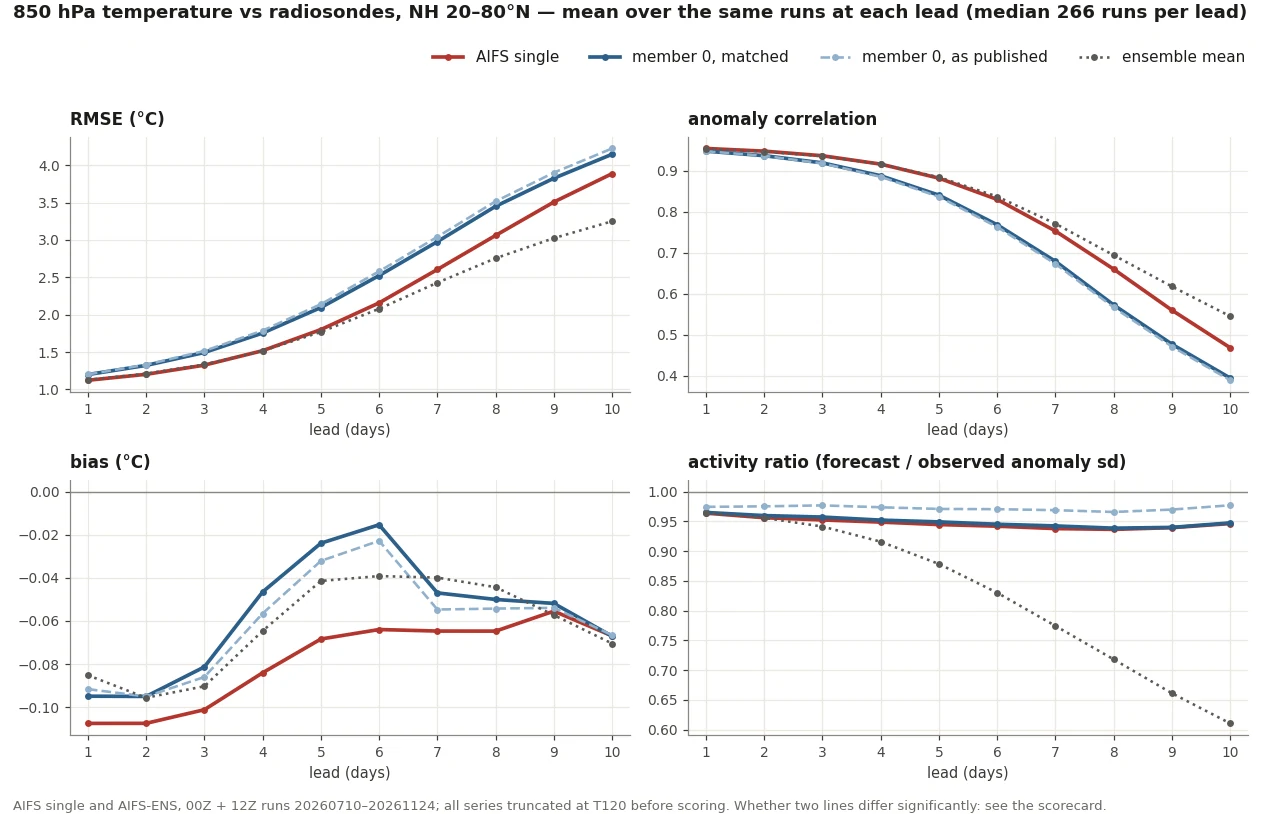 850 hPa temperature vs radiosondes, NH 20–80°N — mean over the same runs at each lead (median 266 runs per lead)
AIFS single member 0, matched member 0, as published ensemble mean
RMSE (°C)
4.0
3.5
3.0
2.5
2.0
1.5
1.0
1 2 3 4 5 6 7 8 9 10
lead (days)
anomaly correlation
0.9
0.8
0.7
0.6
0.5
0.4
1 2 3 4 5 6 7 8 9 10
lead (days)
bias (°C)
0.00
−0.02
−0.04
−0.06
−0.08
−0.10
1 2 3 4 5 6 7 8 9 10
lead (days)
activity ratio (forecast / observed anomaly sd)
1.00
0.95
0.90
0.85
0.80
0.75
0.70
0.65
0.60
1 2 3 4 5 6 7 8 9 10
lead (days)
AIFS single and AIFS-ENS, 00Z + 12Z runs 20260710–20261124; all series truncated at T120 before scoring. Whether two lines differ significantly: see the scorecard.